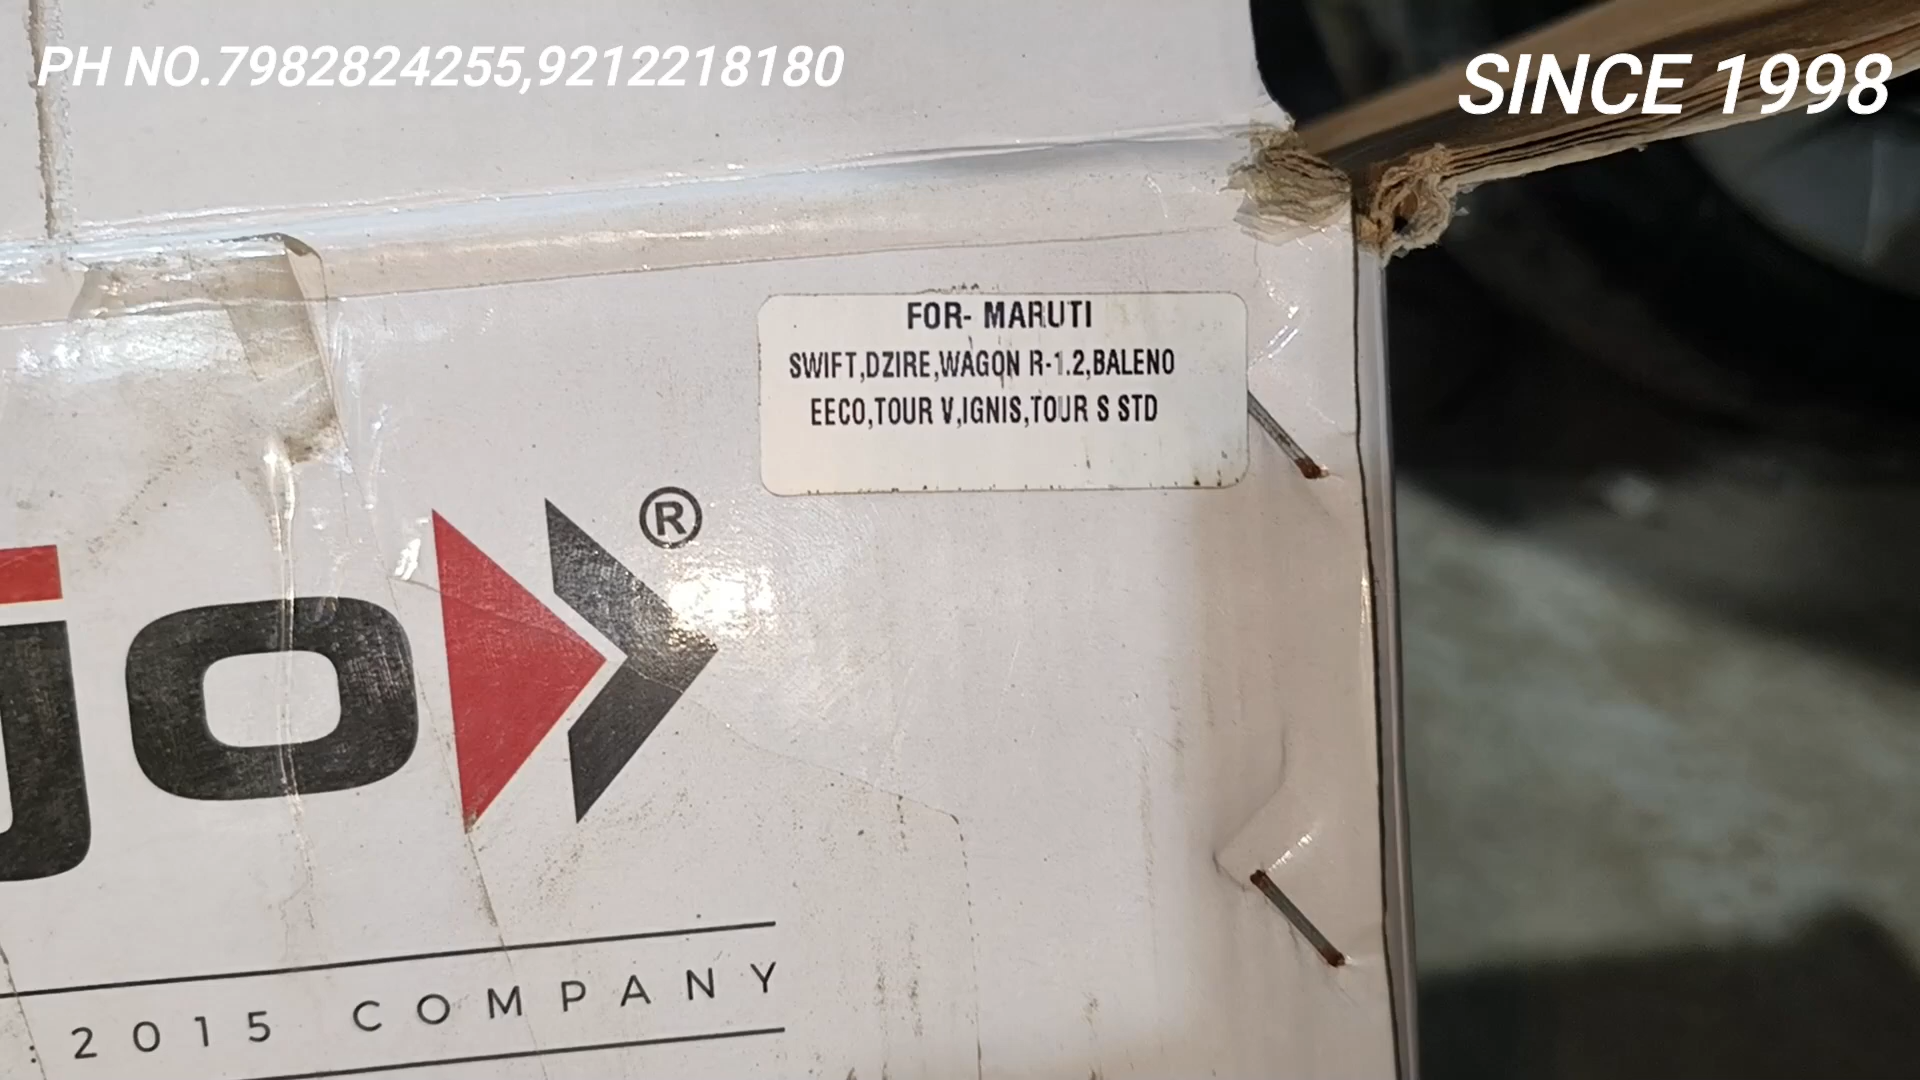 PH NO.7982824255,9212218180
SINCE 1998
FOR- MARUTI
SWIFT,DZIRE,WAGON R-1.2,BALENO
EECO,TOUR V,IGNIS,TOUR S STD
jo
®
: 2015 COMPANY